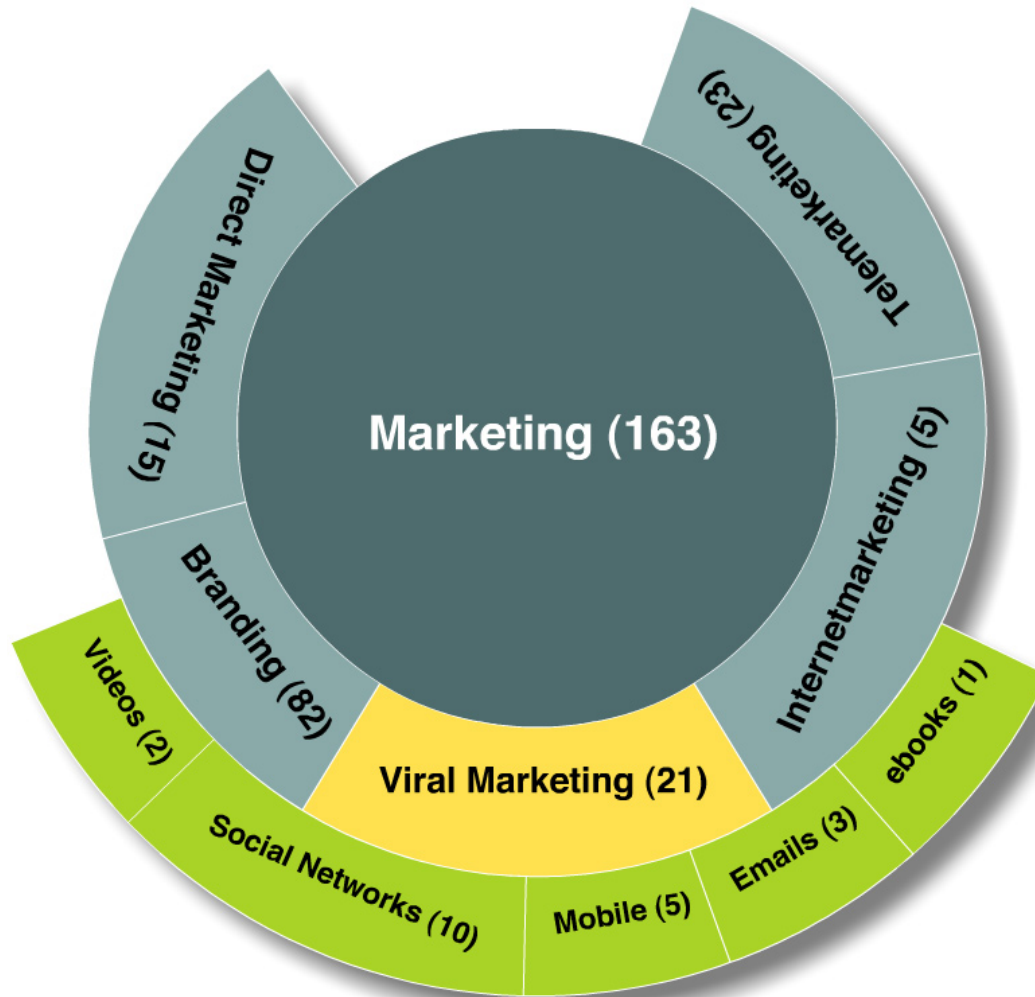 Telemarketing (23)
Direct Marketing (15)
Marketing (163)
Internetmarketing (5)
Branding (82)
Viral Marketing (21)
Videos (2)
Social Networks (10)
Mobile (5)
Emails (3)
ebooks (1)